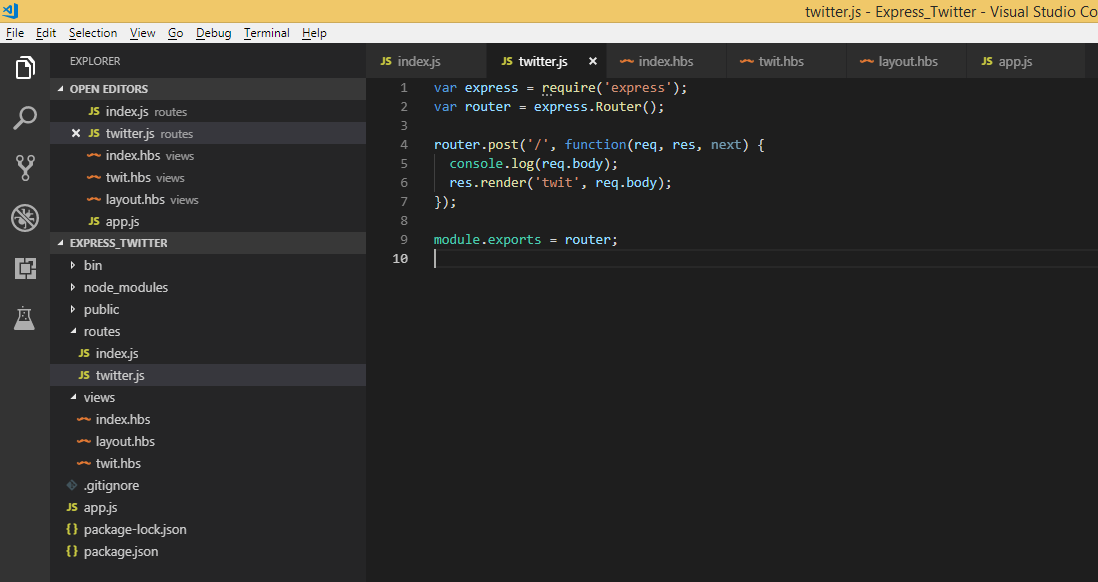 twitter.js - Express_Twitter - Visual Studio Co
File Edit Selection View Go Debug Terminal Help
EXPLORER
OPEN EDITORS
JS index.js routes
JS twitter.js routes
index.hbs views
twit.hbs views
layout.hbs views
JS app.js
EXPRESS_TWITTER
bin
node_modules
public
routes
JS index.js
JS twitter.js
views
index.hbs
layout.hbs
twit.hbs
.gitignore
JS app.js
{} package-lock.json
{} package.json
JS index.js JS twitter.js index.hbs twit.hbs layout.hbs JS app.js
1 var express = require('express');
2 var router = express.Router();
3
4 router.post('/', function(req, res, next) {
5 console.log(req.body);
6 res.render('twit', req.body);
7 });
8
9 module.exports = router;
10